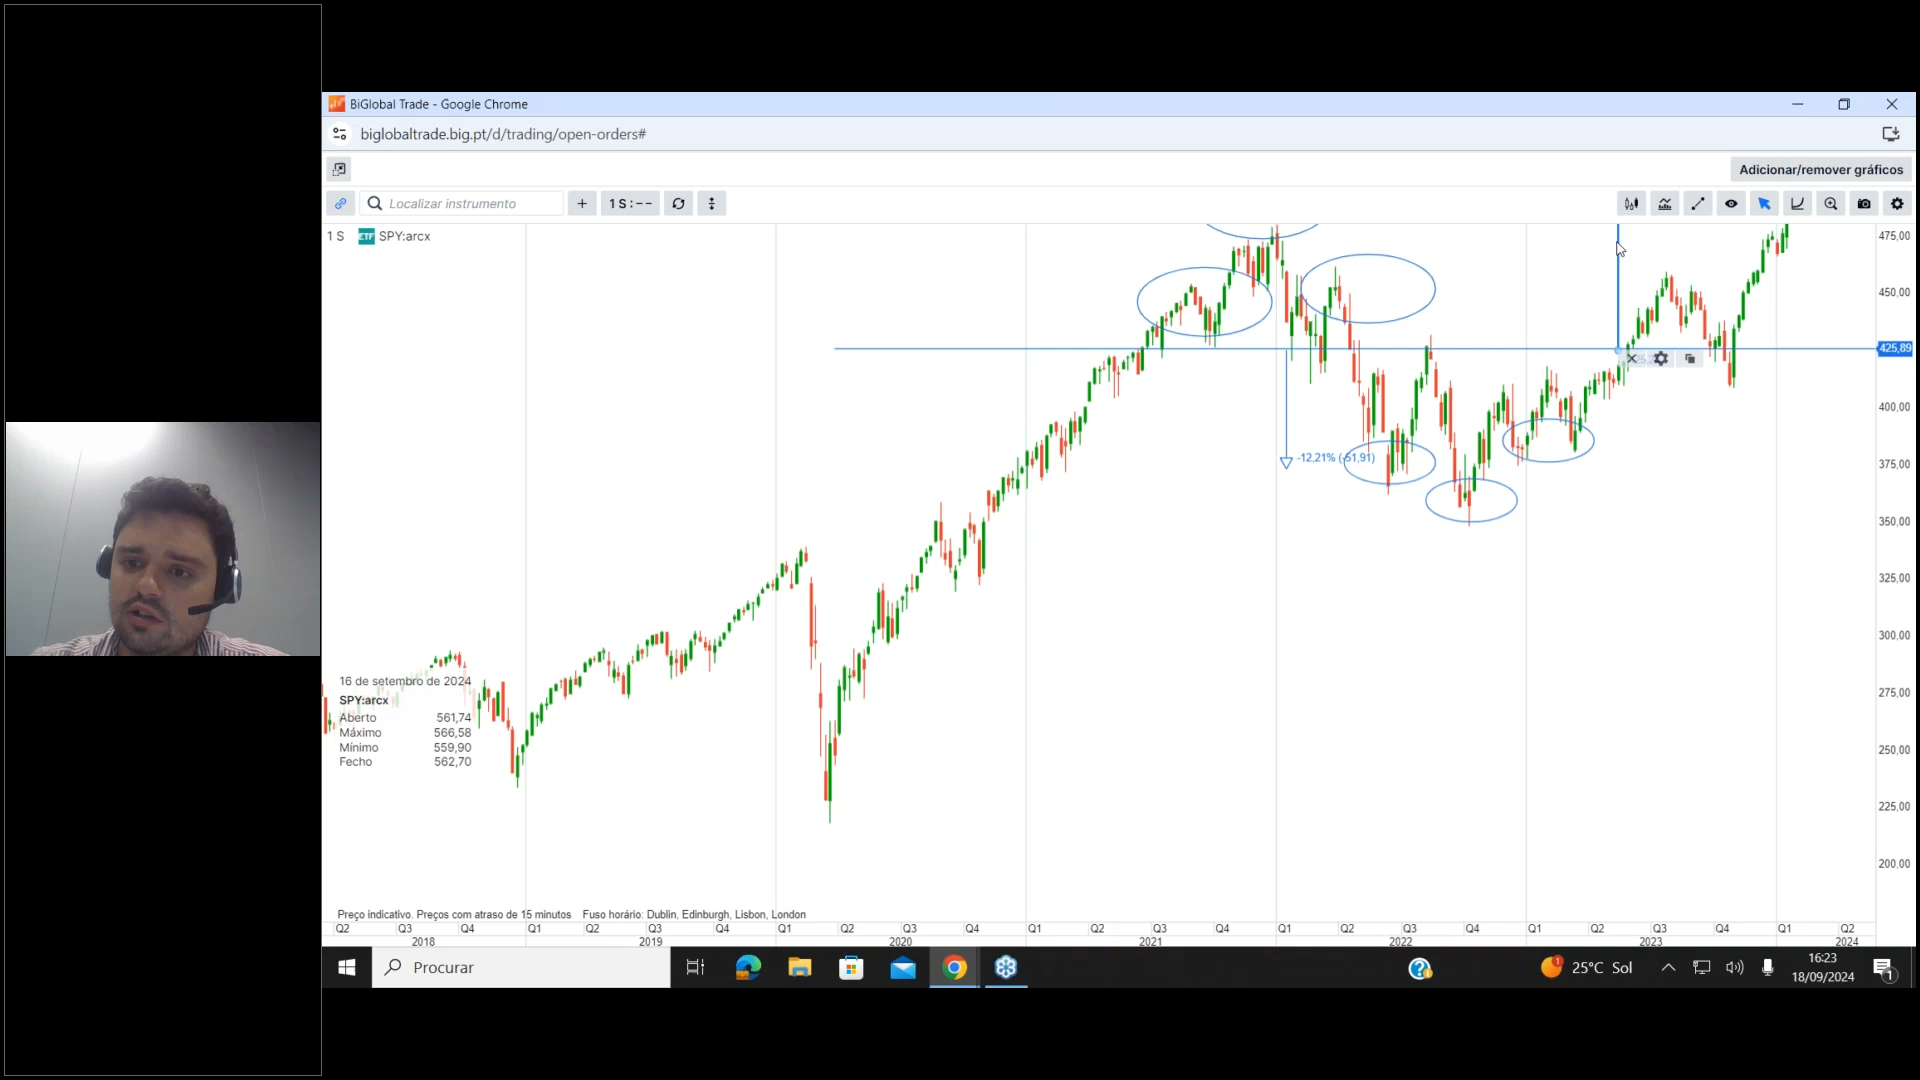 BiGlobal Trade - Google Chrome
biglobaltrade.big.pt/d/trading/open-orders#
Adicionar/remover gráficos
Localizar instrumento
1 S : --
1 S ETF SPY:arcx
475,00
450,00
425,89
400,00
375,00
350,00
325,00
300,00
275,00
250,00
225,00
200,00
-12,21% (-51,91)
16 de setembro de 2024
SPY:arcx
Aberto 561,74
Máximo 566,58
Mínimo 559,90
Fecho 562,70
Preço indicativo. Preços com atraso de 15 minutos Fuso horário: Dublin, Edinburgh, Lisbon, London
Q2 Q3 Q4 Q1 Q2 Q3 Q4 Q1 Q2 Q3 Q4 Q1 Q2 Q3 Q4 Q1 Q2 Q3 Q4 Q1 Q2 Q3 Q4 Q1 Q2
2018 2019 2020 2021 2022 2023 2024
Procurar
25°C Sol
16:23
18/09/2024
1
1